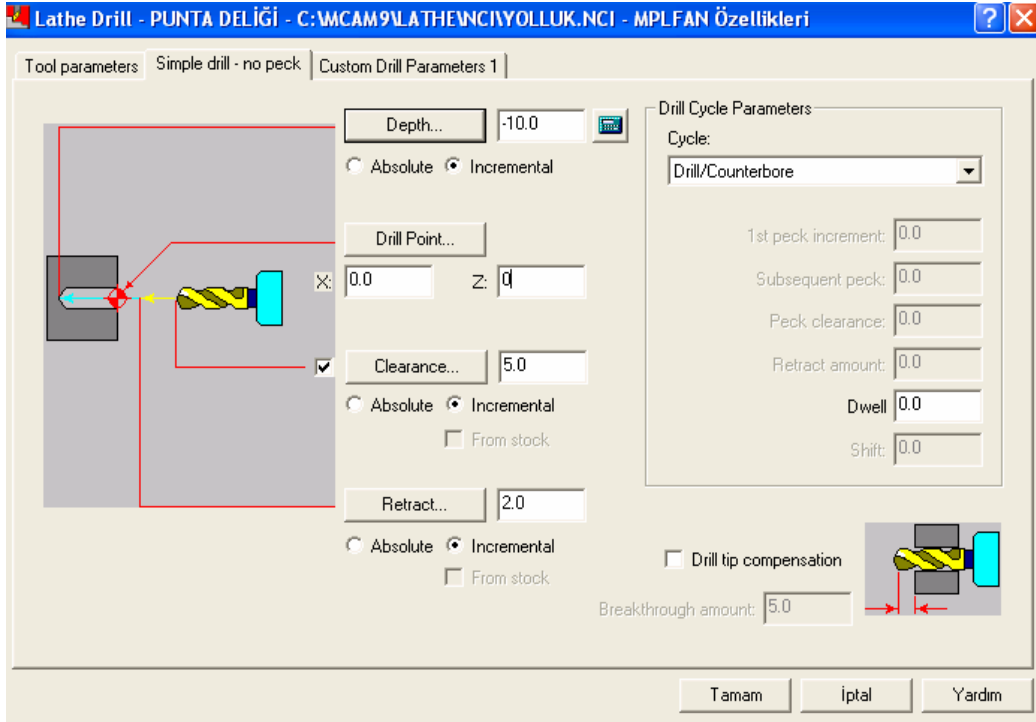 Lathe Drill - PUNTA DELİĞİ - C:\MCAM9\LATHE\NCI\YOLLUK.NCI - MPLFAN Özellikleri
Tool parameters Simple drill - no peck Custom Drill Parameters 1
Depth... -10.0
Absolute Incremental
Drill Point...
X: 0.0 Z: 0
Clearance... 5.0
Absolute Incremental
From stock
Retract... 2.0
Absolute Incremental
From stock
Drill Cycle Parameters
Cycle:
Drill/Counterbore
1st peck increment: 0.0
Subsequent peck: 0.0
Peck clearance: 0.0
Retract amount: 0.0
Dwell 0.0
Shift: 0.0
Drill tip compensation
Breakthrough amount: 5.0
Tamam İptal Yardım